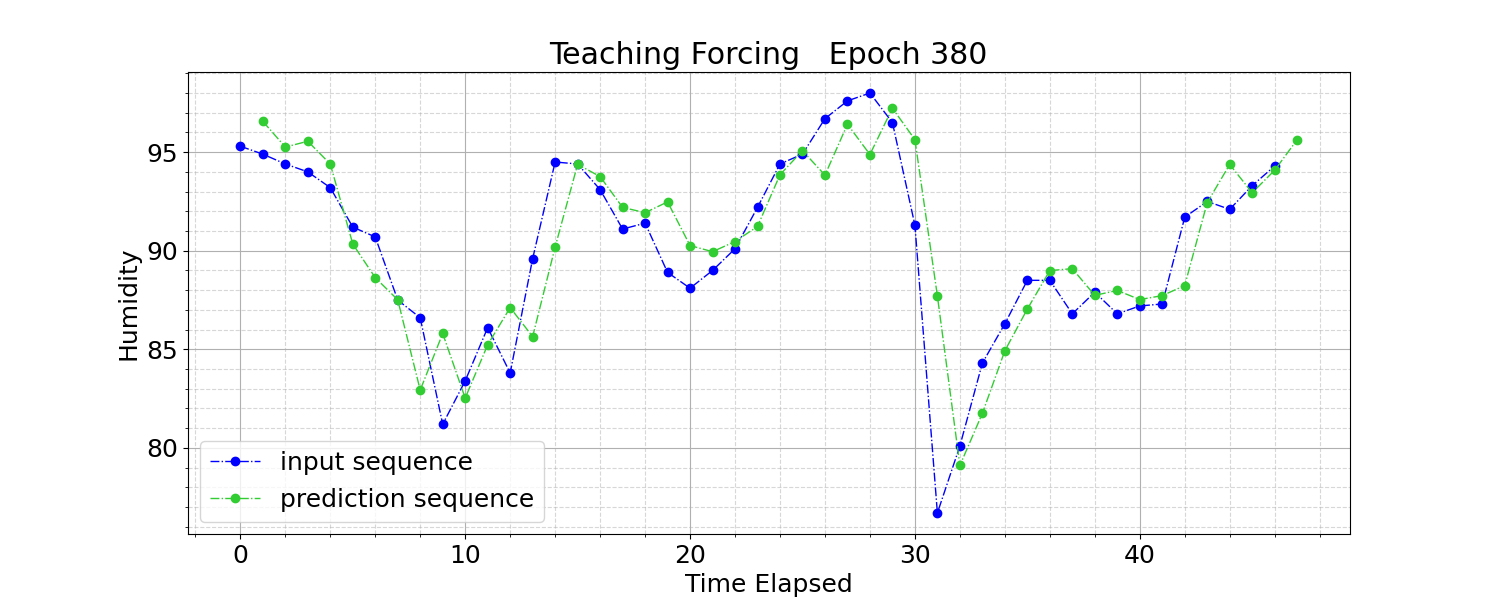 Teaching Forcing   Epoch 380
Humidity
95
90
85
80
input sequence
prediction sequence
0 10 20 30 40
Time Elapsed